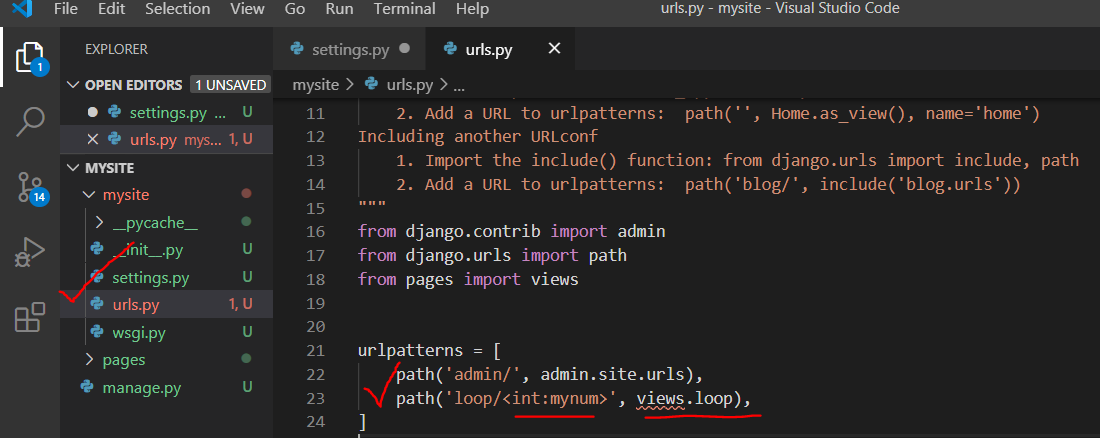 File Edit Selection View Go Run Terminal Help urls.py - mysite - Visual Studio Code
EXPLORER
settings.py
urls.py
1
OPEN EDITORS 1 UNSAVED
settings.py ... U
urls.py mys... 1, U
MYSITE
mysite
__pycache__
__init__.py U
settings.py U
urls.py 1, U
wsgi.py U
pages
manage.py U
14
mysite > urls.py > ...
11 2. Add a URL to urlpatterns:  path('', Home.as_view(), name='home')
12 Including another URLconf
13 1. Import the include() function: from django.urls import include, path
14 2. Add a URL to urlpatterns:  path('blog/', include('blog.urls'))
15 """
16 from django.contrib import admin
17 from django.urls import path
18 from pages import views
19
20
21 urlpatterns = [
22 path('admin/', admin.site.urls),
23 path('loop/<int:mynum>', views.loop),
24 ]